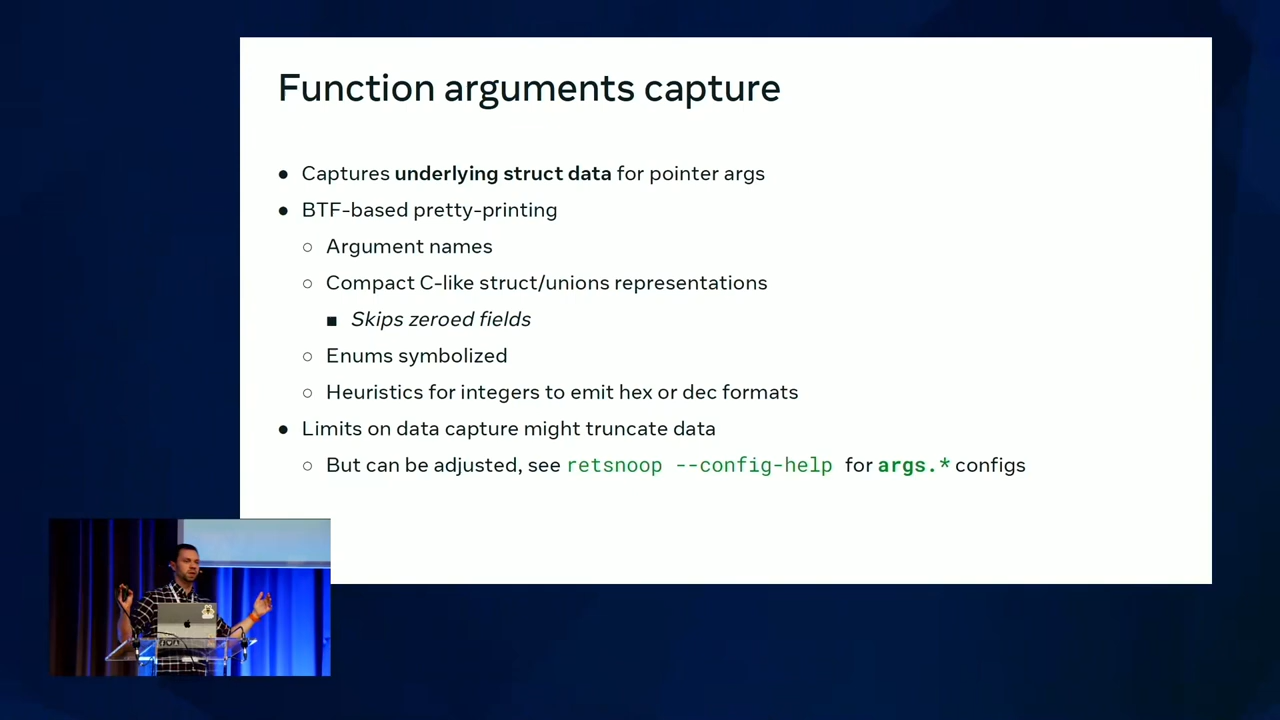 Function arguments capture
● Captures underlying struct data for pointer args
● BTF-based pretty-printing
○ Argument names
○ Compact C-like struct/unions representations
■ Skips zeroed fields
○ Enums symbolized
○ Heuristics for integers to emit hex or dec formats
● Limits on data capture might truncate data
○ But can be adjusted, see retsnoop --config-help for args.* configs